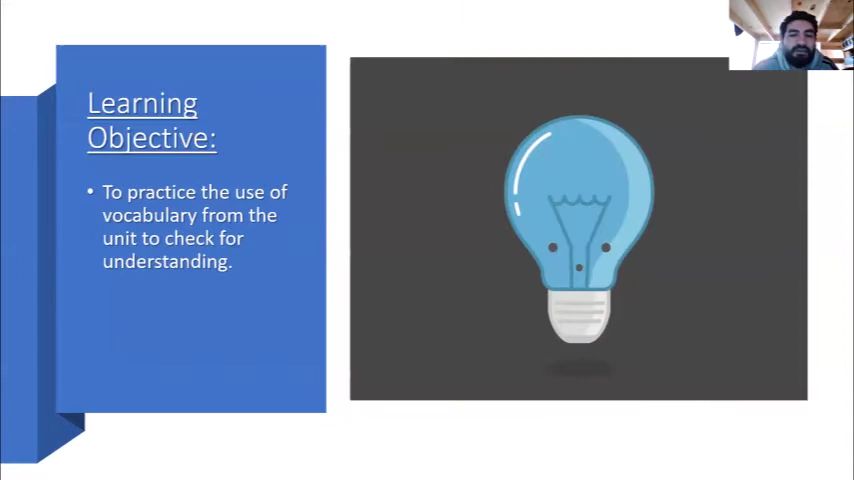 Learning
Objective:
• To practice the use of
vocabulary from the
unit to check for
understanding.